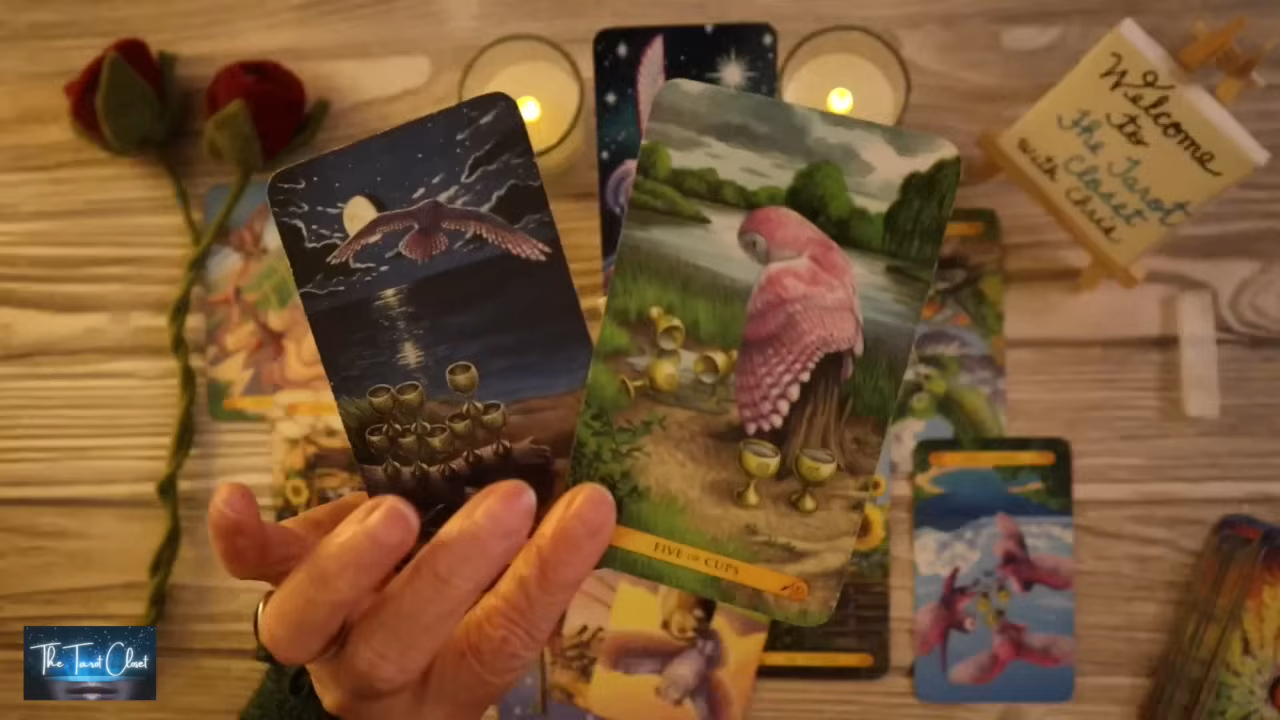 Welcome
to
The Tarot
Closet
with Chris
FIVE OF CUPS
The Tarot Closet